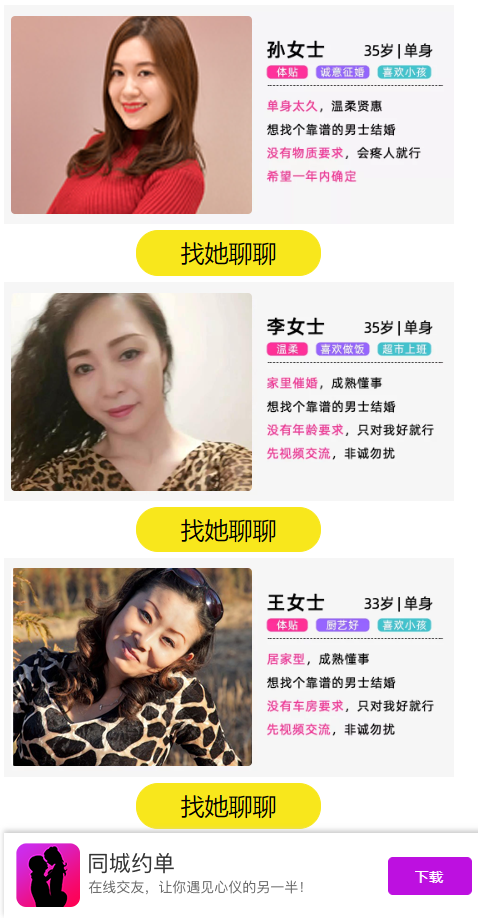 孙女士 35岁 | 单身
体贴 诚意征婚 喜欢小孩
单身太久，温柔贤惠
想找个靠谱的男士结婚
没有物质要求，会疼人就行
希望一年内确定
找她聊聊
李女士 35岁 | 单身
温柔 喜欢做饭 超市上班
家里催婚，成熟懂事
想找个靠谱的男士结婚
没有年龄要求，只对我好就行
先视频交流，非诚勿扰
找她聊聊
王女士 33岁 | 单身
体贴 厨艺好 喜欢小孩
居家型，成熟懂事
想找个靠谱的男士结婚
没有车房要求，只对我好就行
先视频交流，非诚勿扰
找她聊聊
同城约单
在线交友，让你遇见心仪的另一半！
下载